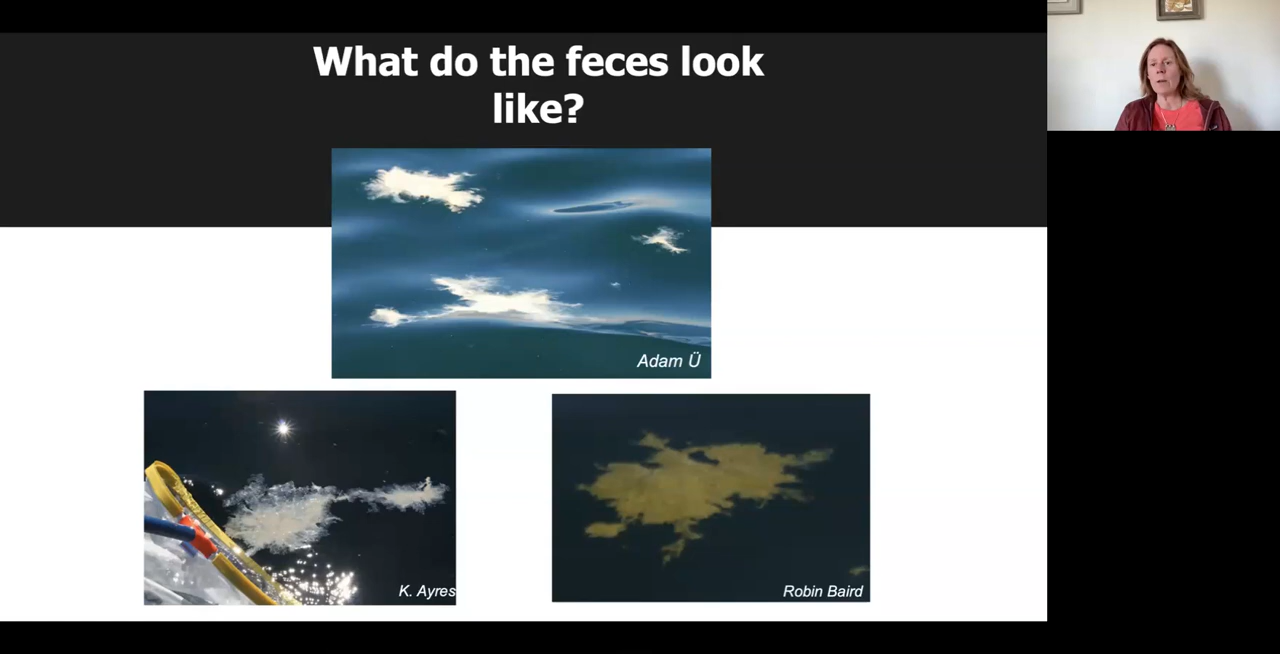 What do the feces look
like?
Adam Ü
K. Ayres
Robin Baird